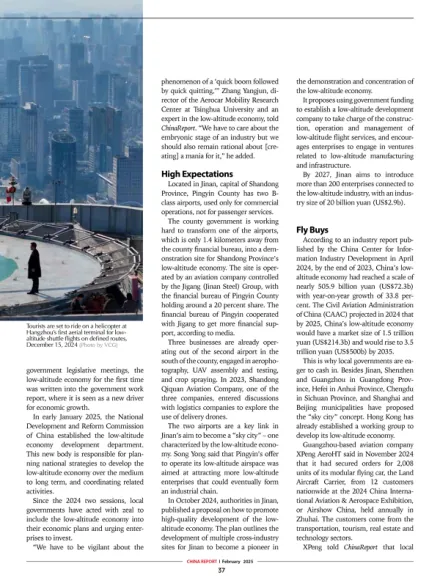 Tourists are set to ride on a helicopter at
Hangzhou's first aerial terminal for low-
altitude shuttle flights on defined routes,
December 15, 2024 (Photo by VCG)
government legislative meetings, the
low-altitude economy for the first time
was written into the government work
report, where it is seen as a new driver
for economic growth.
In early January 2025, the National
Development and Reform Commission
of China established the low-altitude
economy development department.
This new body is responsible for plan-
ning national strategies to develop the
low-altitude economy over the medium
to long term, and coordinating related
activities.
Since the 2024 two sessions, local
governments have acted with zeal to
include the low-altitude economy into
their economic plans and urging enter-
prises to invest.
"We have to be vigilant about the
phenomenon of a 'quick boom followed
by quick quitting,'" Zhang Yangjun, di-
rector of the Aerocar Mobility Research
Center at Tsinghua University and an
expert in the low-altitude economy, told
ChinaReport. "We have to care about the
embryonic stage of an industry but we
should also remain rational about [cre-
ating] a mania for it," he added.
High Expectations
Located in Jinan, capital of Shandong
Province, Pingyin County has two B-
class airports, used only for commercial
operations, not for passenger services.
The county government is working
hard to transform one of the airports,
which is only 1.4 kilometers away from
the county financial bureau, into a dem-
onstration site for Shandong Province's
low-altitude economy. The site is oper-
ated by an aviation company controlled
by the Jigang (Jinan Steel) Group, with
the financial bureau of Pingyin County
holding around a 20 percent share. The
financial bureau of Pingyin cooperated
with Jigang to get more financial sup-
port, according to media.
Three businesses are already oper-
ating out of the second airport in the
south of the county, engaged in aeropho-
tography, UAV assembly and testing,
and crop spraying. In 2023, Shandong
Qiquan Aviation Company, one of the
three companies, entered discussions
with logistics companies to explore the
use of delivery drones.
The two airports are a key link in
Jinan's aim to become a "sky city" – one
characterized by the low-altitude econo-
my. Song Yong said that Pingyin's offer
to operate its low-altitude airspace was
aimed at attracting more low-altitude
enterprises that could eventually form
an industrial chain.
In October 2024, authorities in Jinan,
published a proposal on how to promote
high-quality development of the low-
altitude economy. The plan outlines the
development of multiple cross-industry
sites for Jinan to become a pioneer in
the demonstration and concentration of
the low-altitude economy.
It proposes using government funding
to establish a low-altitude development
company to take charge of the construc-
tion, operation and management of
low-altitude flight services, and encour-
ages enterprises to engage in ventures
related to low-altitude manufacturing
and infrastructure.
By 2027, Jinan aims to introduce
more than 200 enterprises connected to
the low-altitude industry, with an indus-
try size of 20 billion yuan (US$2.9b).
Fly Buys
According to an industry report pub-
lished by the China Center for Infor-
mation Industry Development in April
2024, by the end of 2023, China's low-
altitude economy had reached a scale of
nearly 505.9 billion yuan (US$72.3b)
with year-on-year growth of 33.8 per-
cent. The Civil Aviation Administration
of China (CAAC) projected in 2024 that
by 2025, China's low-altitude economy
would have a market size of 1.5 trillion
yuan (US$214.3b) and would rise to 3.5
trillion yuan (US$500b) by 2035.
This is why local governments are ea-
ger to cash in. Besides Jinan, Shenzhen
and Guangzhou in Guangdong Prov-
ince, Hefei in Anhui Province, Chengdu
in Sichuan Province, and Shanghai and
Beijing municipalities have proposed
the "sky city" concept. Hong Kong has
already established a working group to
develop its low-altitude economy.
Guangzhou-based aviation company
XPeng AeroHT said in November 2024
that it had secured orders for 2,008
units of its modular flying car, the Land
Aircraft Carrier, from 12 customers
nationwide at the 2024 China Interna-
tional Aviation & Aerospace Exhibition,
or Airshow China, held annually in
Zhuhai. The customers come from the
transportation, tourism, real estate and
technology sectors.
XPeng told ChinaReport that local
CHINA REPORT I February 2025
37